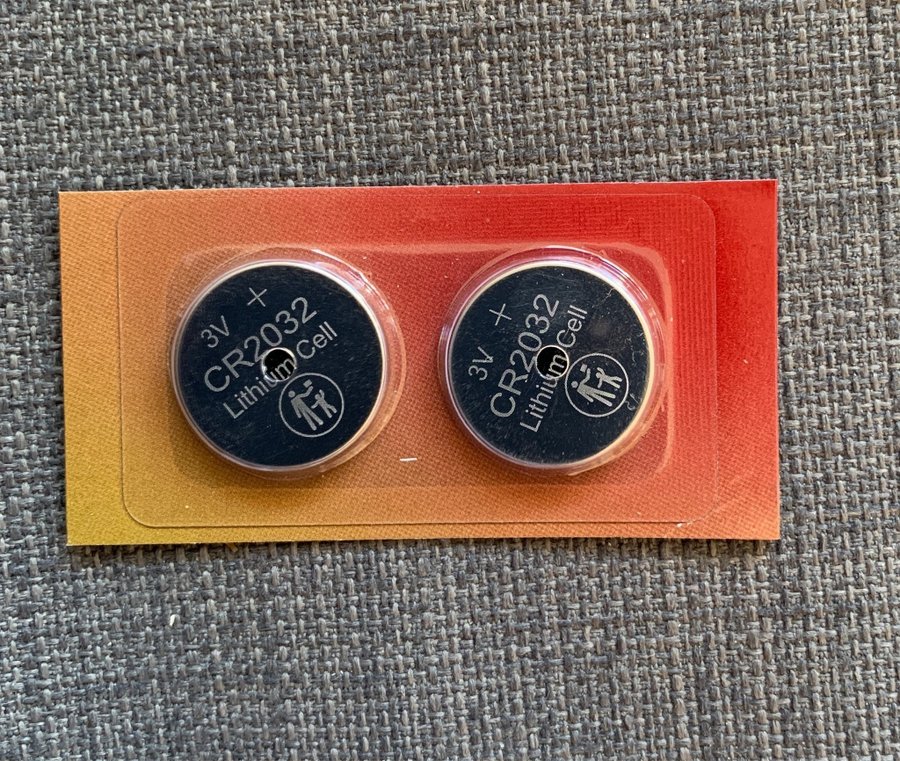 +
3V
CR2032
Lithium Cell
+
3V
CR2032
Lithium Cell